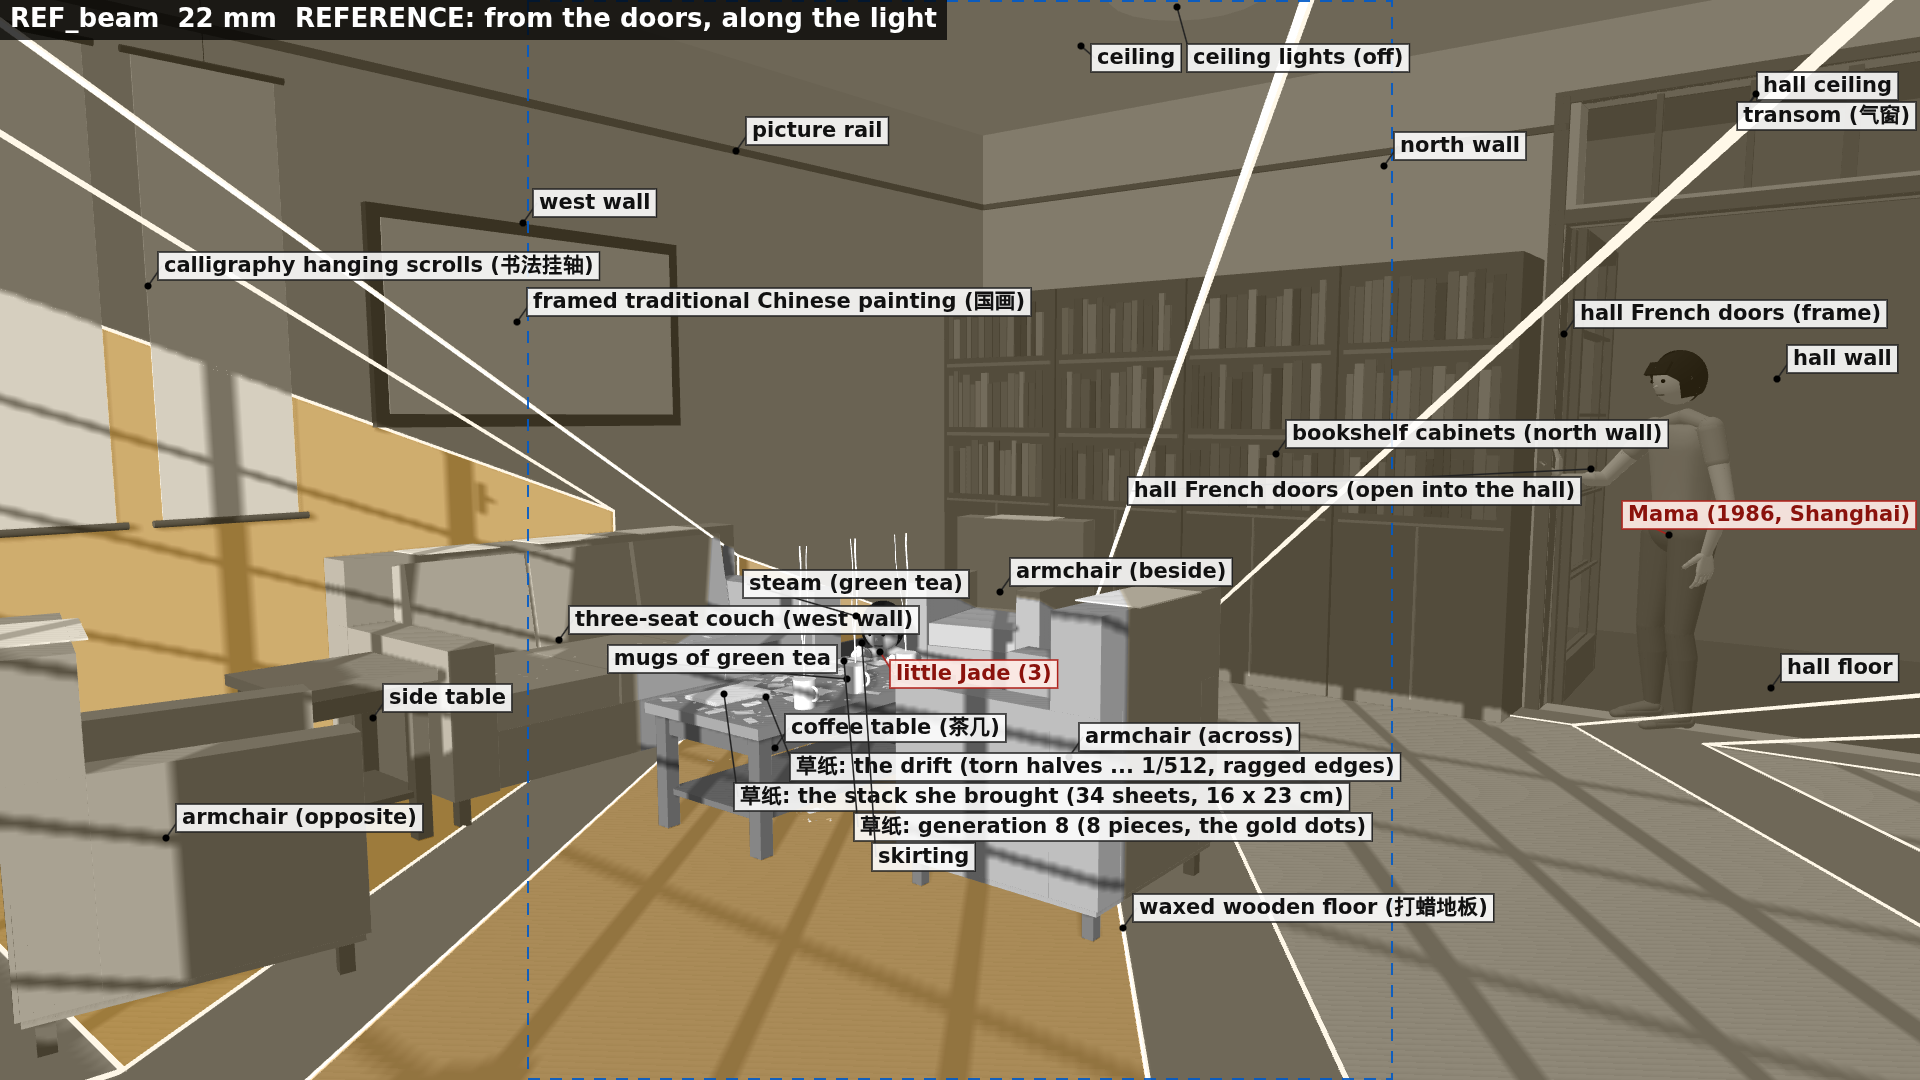 REF_beam  22 mm  REFERENCE: from the doors, along the light
ceiling
ceiling lights (off)
hall ceiling
transom (气窗)
picture rail
north wall
west wall
calligraphy hanging scrolls (书法挂轴)
framed traditional Chinese painting (国画)
hall French doors (frame)
hall wall
bookshelf cabinets (north wall)
hall French doors (open into the hall)
Mama (1986, Shanghai)
armchair (beside)
steam (green tea)
three-seat couch (west wall)
mugs of green tea
little Jade (3)
hall floor
side table
coffee table (茶几)
armchair (across)
草纸: the drift (torn halves ... 1/512, ragged edges)
草纸: the stack she brought (34 sheets, 16 x 23 cm)
armchair (opposite)
草纸: generation 8 (8 pieces, the gold dots)
skirting
waxed wooden floor (打蜡地板)